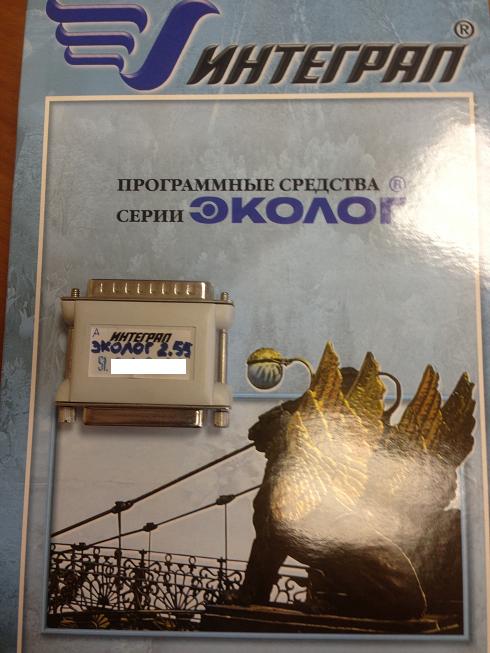 ИНТЕГРАЛ ®
ПРОГРАММНЫЕ СРЕДСТВА ®
СЕРИИ ЭКОЛОГ
А
ИНТЕГРАЛ
ЭКОЛОГ 2.55